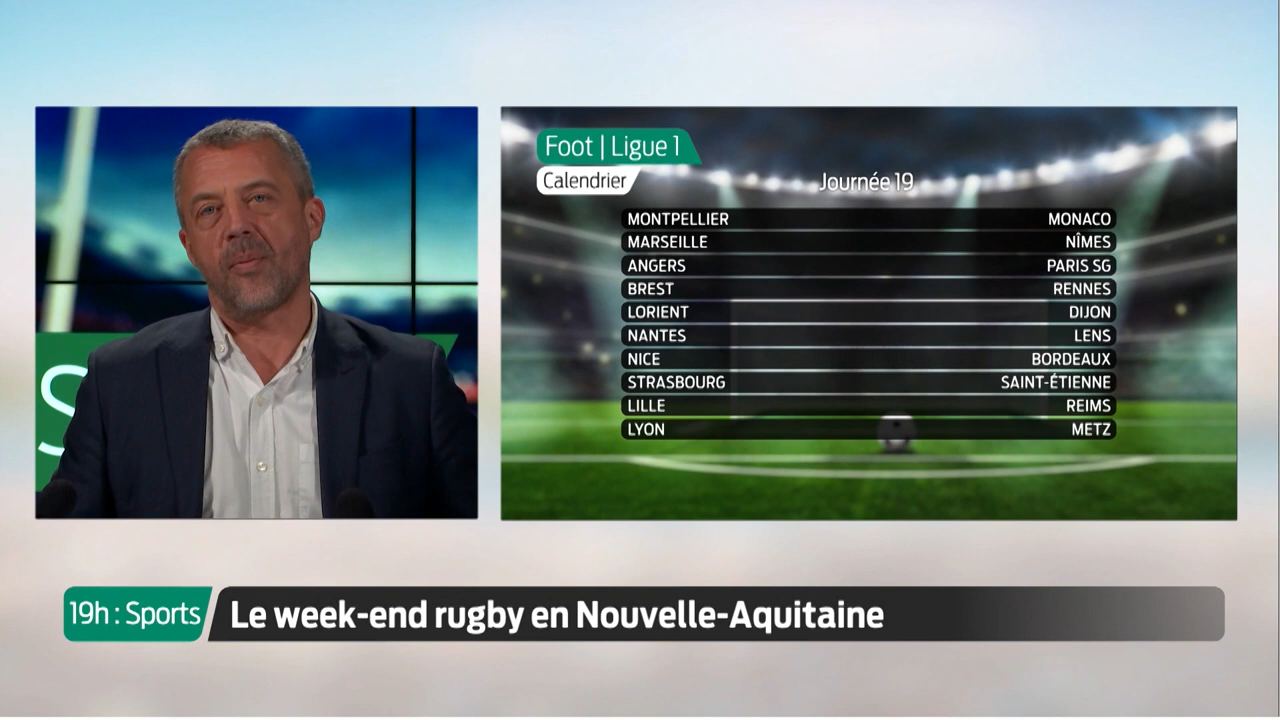 Foot | Ligue 1
Calendrier
Journée 19
MONTPELLIER MONACO
MARSEILLE NÎMES
ANGERS PARIS SG
BREST RENNES
LORIENT DIJON
NANTES LENS
NICE BORDEAUX
STRASBOURG SAINT-ÉTIENNE
LILLE REIMS
LYON METZ
S
19h : Sports Le week-end rugby en Nouvelle-Aquitaine